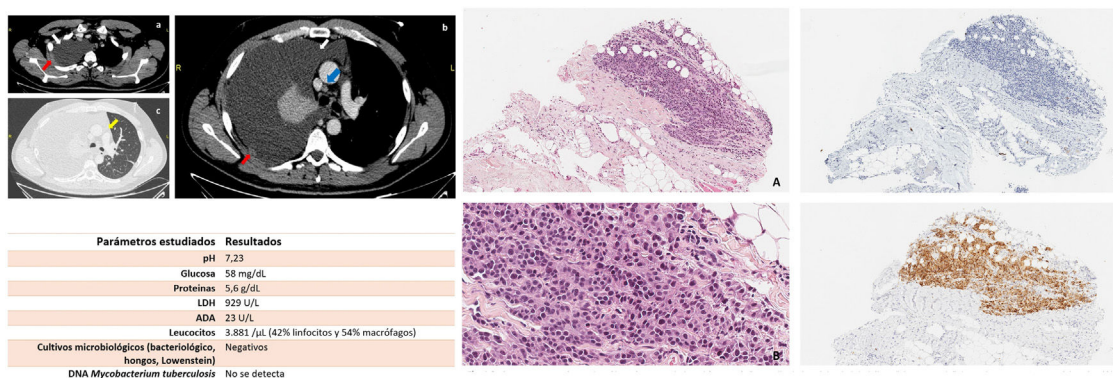 a
b
R
L
c
A
B
Parámetros estudiados Resultados
pH 7,23
Glucosa 58 mg/dL
Proteinas 5,6 g/dL
LDH 929 U/L
ADA 23 U/L
Leucocitos 3.881 /µL (42% linfocitos y 54% macrófagos)
Cultivos microbiológicos (bacteriológico, Negativos
hongos, Lowenstein)
DNA Mycobacterium tuberculosis No se detecta